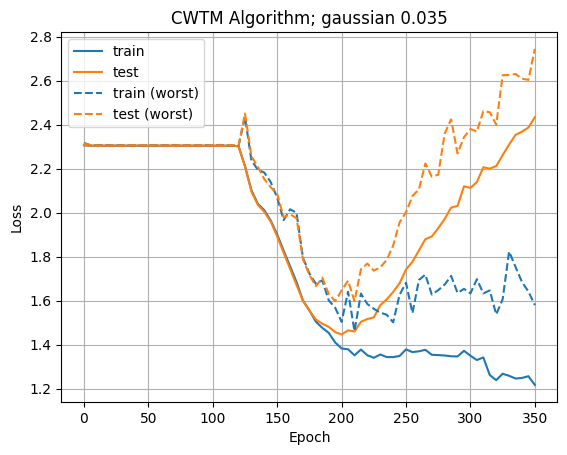 CWTM Algorithm; gaussian 0.035
train
test
train (worst)
test (worst)
Loss
2.8
2.6
2.4
2.2
2.0
1.8
1.6
1.4
1.2
0 50 100 150 200 250 300 350
Epoch